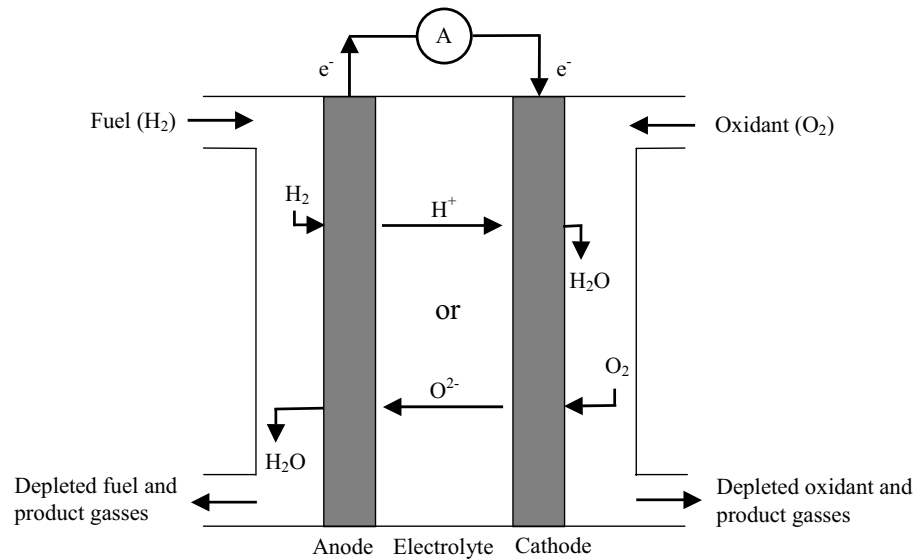 A
e⁻
e⁻
Fuel (H₂)
Oxidant (O₂)
H₂
H⁺
H₂O
or
O₂
O²⁻
H₂O
Depleted fuel and
product gasses
Depleted oxidant and
product gasses
Anode
Electrolyte
Cathode